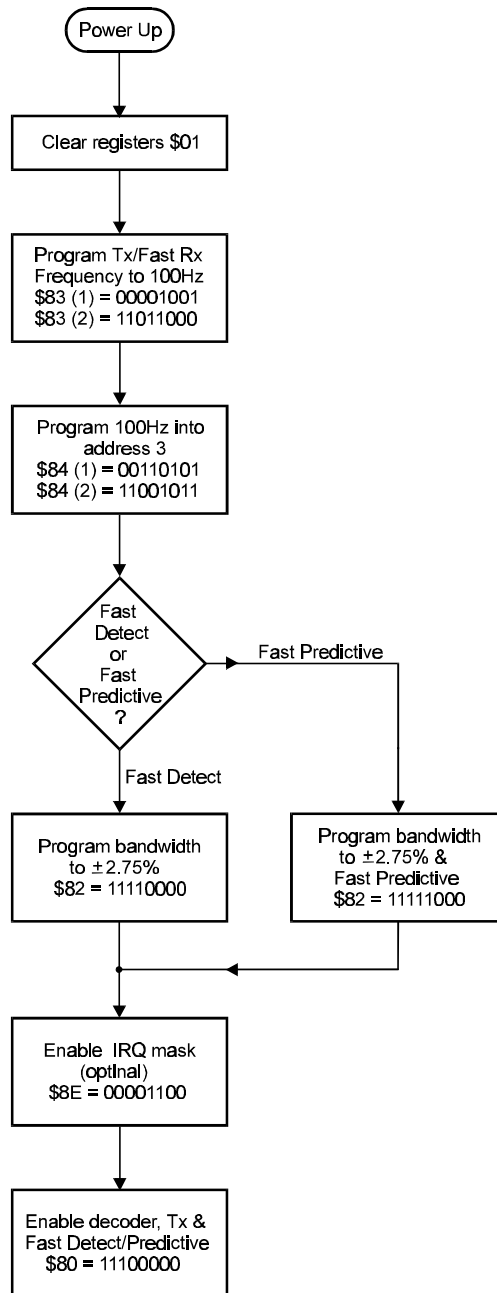 Power Up
Clear registers $01
Program Tx/Fast Rx
Frequency to 100Hz
$83 (1) = 00001001
$83 (2) = 11011000
Program 100Hz into
address 3
$84 (1) = 00110101
$84 (2) = 11001011
Fast
Detect
or
Fast
Predictive
?
Fast Predictive
Fast Detect
Program bandwidth
to ±2.75%
$82 = 11110000
Program bandwidth
to ±2.75% &
Fast Predictive
$82 = 11111000
Enable IRQ mask
(optinal)
$8E = 00001100
Enable decoder, Tx &
Fast Detect/Predictive
$80 = 11100000